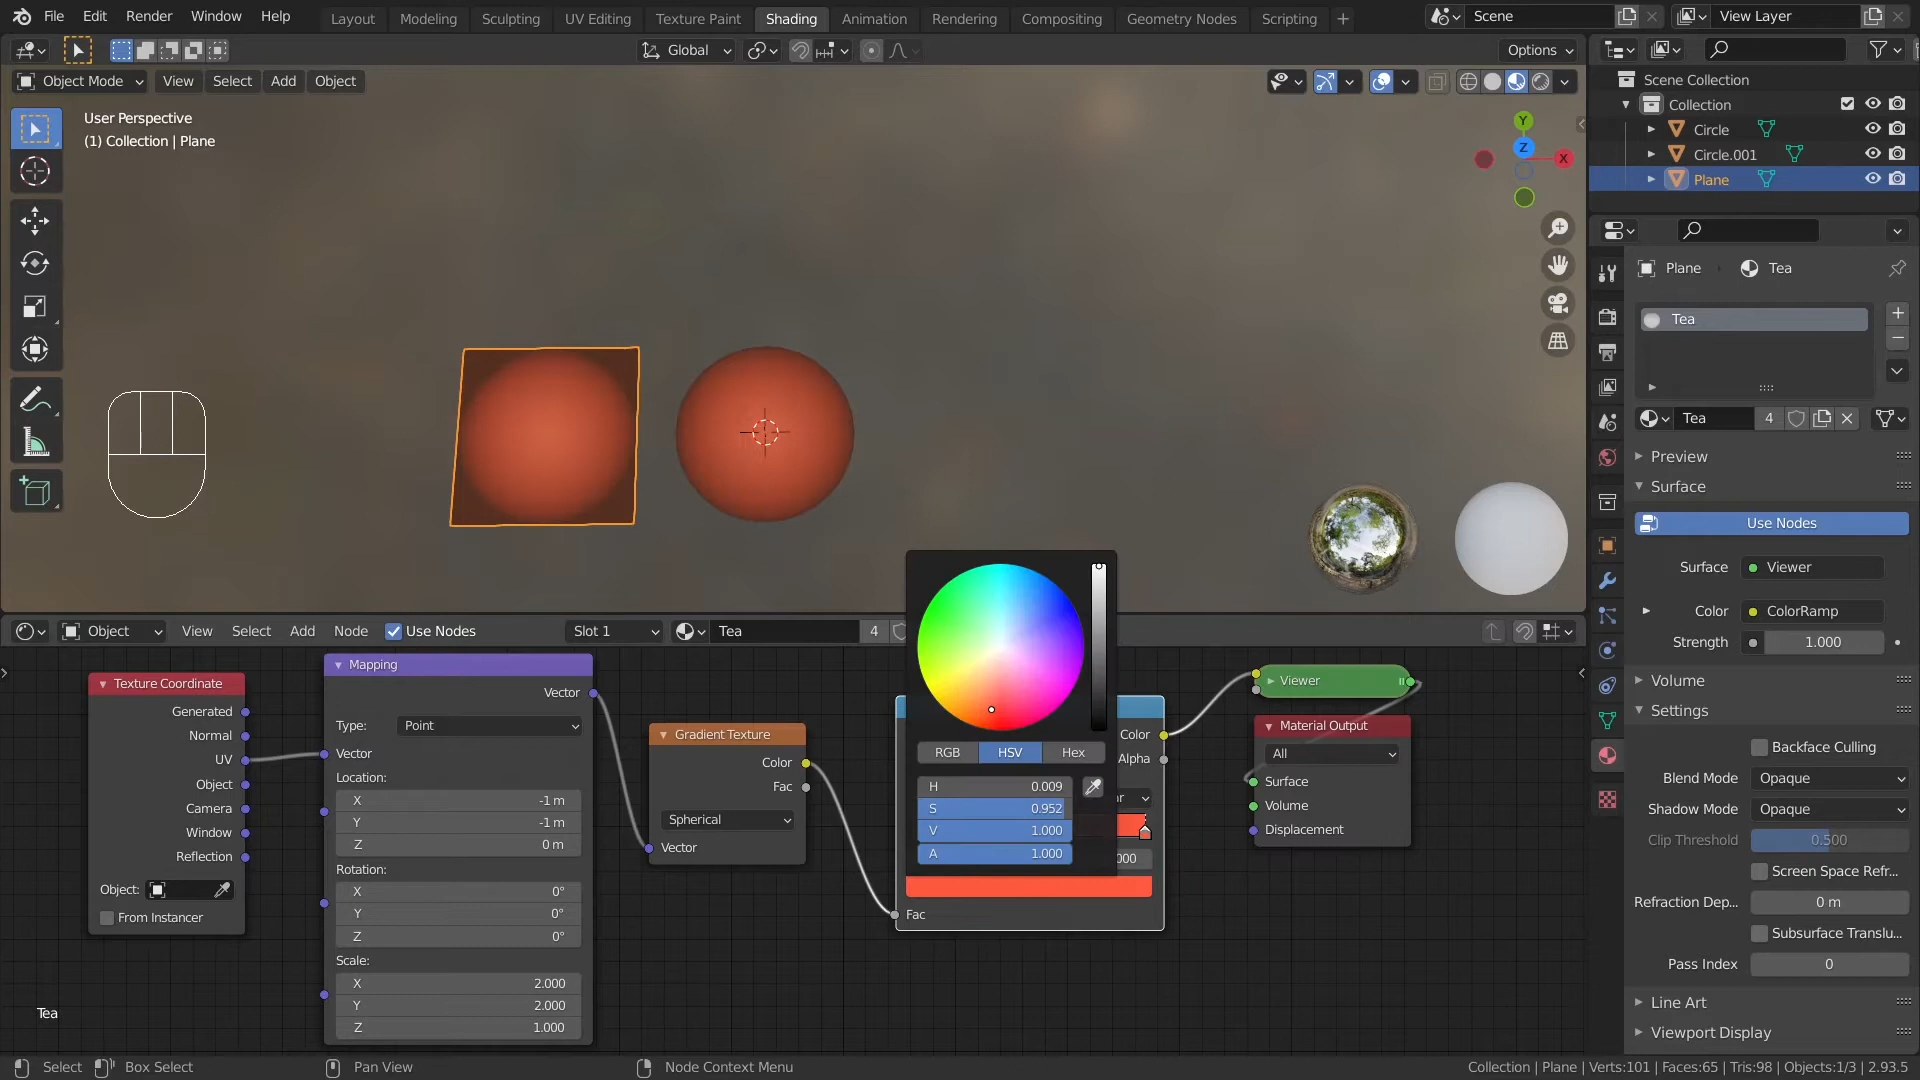 File Edit Render Window Help Layout Modeling Sculpting UV Editing Texture Paint Shading Animation Rendering Compositing Geometry Nodes Scripting + Scene View Layer
Global Options
Object Mode View Select Add Object
User Perspective
(1) Collection | Plane
Y
Z
X
Scene Collection
Collection
Circle
Circle.001
Plane
Plane Tea
Tea
Tea 4
Preview
Surface
Use Nodes
Surface Viewer
Color ColorRamp
Strength 1.000
Volume
Settings
Backface Culling
Blend Mode Opaque
Shadow Mode Opaque
Clip Threshold 0.500
Screen Space Refr...
Refraction Dep... 0 m
Subsurface Translu...
Pass Index 0
Line Art
Viewport Display
Object View Select Add Node Use Nodes Slot 1 Tea 4
Texture Coordinate
Generated
Normal
UV
Object
Camera
Window
Reflection
Object:
From Instancer
Mapping
Vector
Type: Point
Vector
Location:
X -1 m
Y -1 m
Z 0 m
Rotation:
X 0°
Y 0°
Z 0°
Scale:
X 2.000
Y 2.000
Z 1.000
Gradient Texture
Color
Fac
Spherical
Vector
RGB HSV Hex
H 0.009
S 0.952
V 1.000
A 1.000
Color
Alpha
Fac
Viewer
Material Output
All
Surface
Volume
Displacement
Tea
Select Box Select Pan View Node Context Menu Collection | Plane | Verts:101 | Faces:65 | Tris:98 | Objects:1/3 | 2.93.5